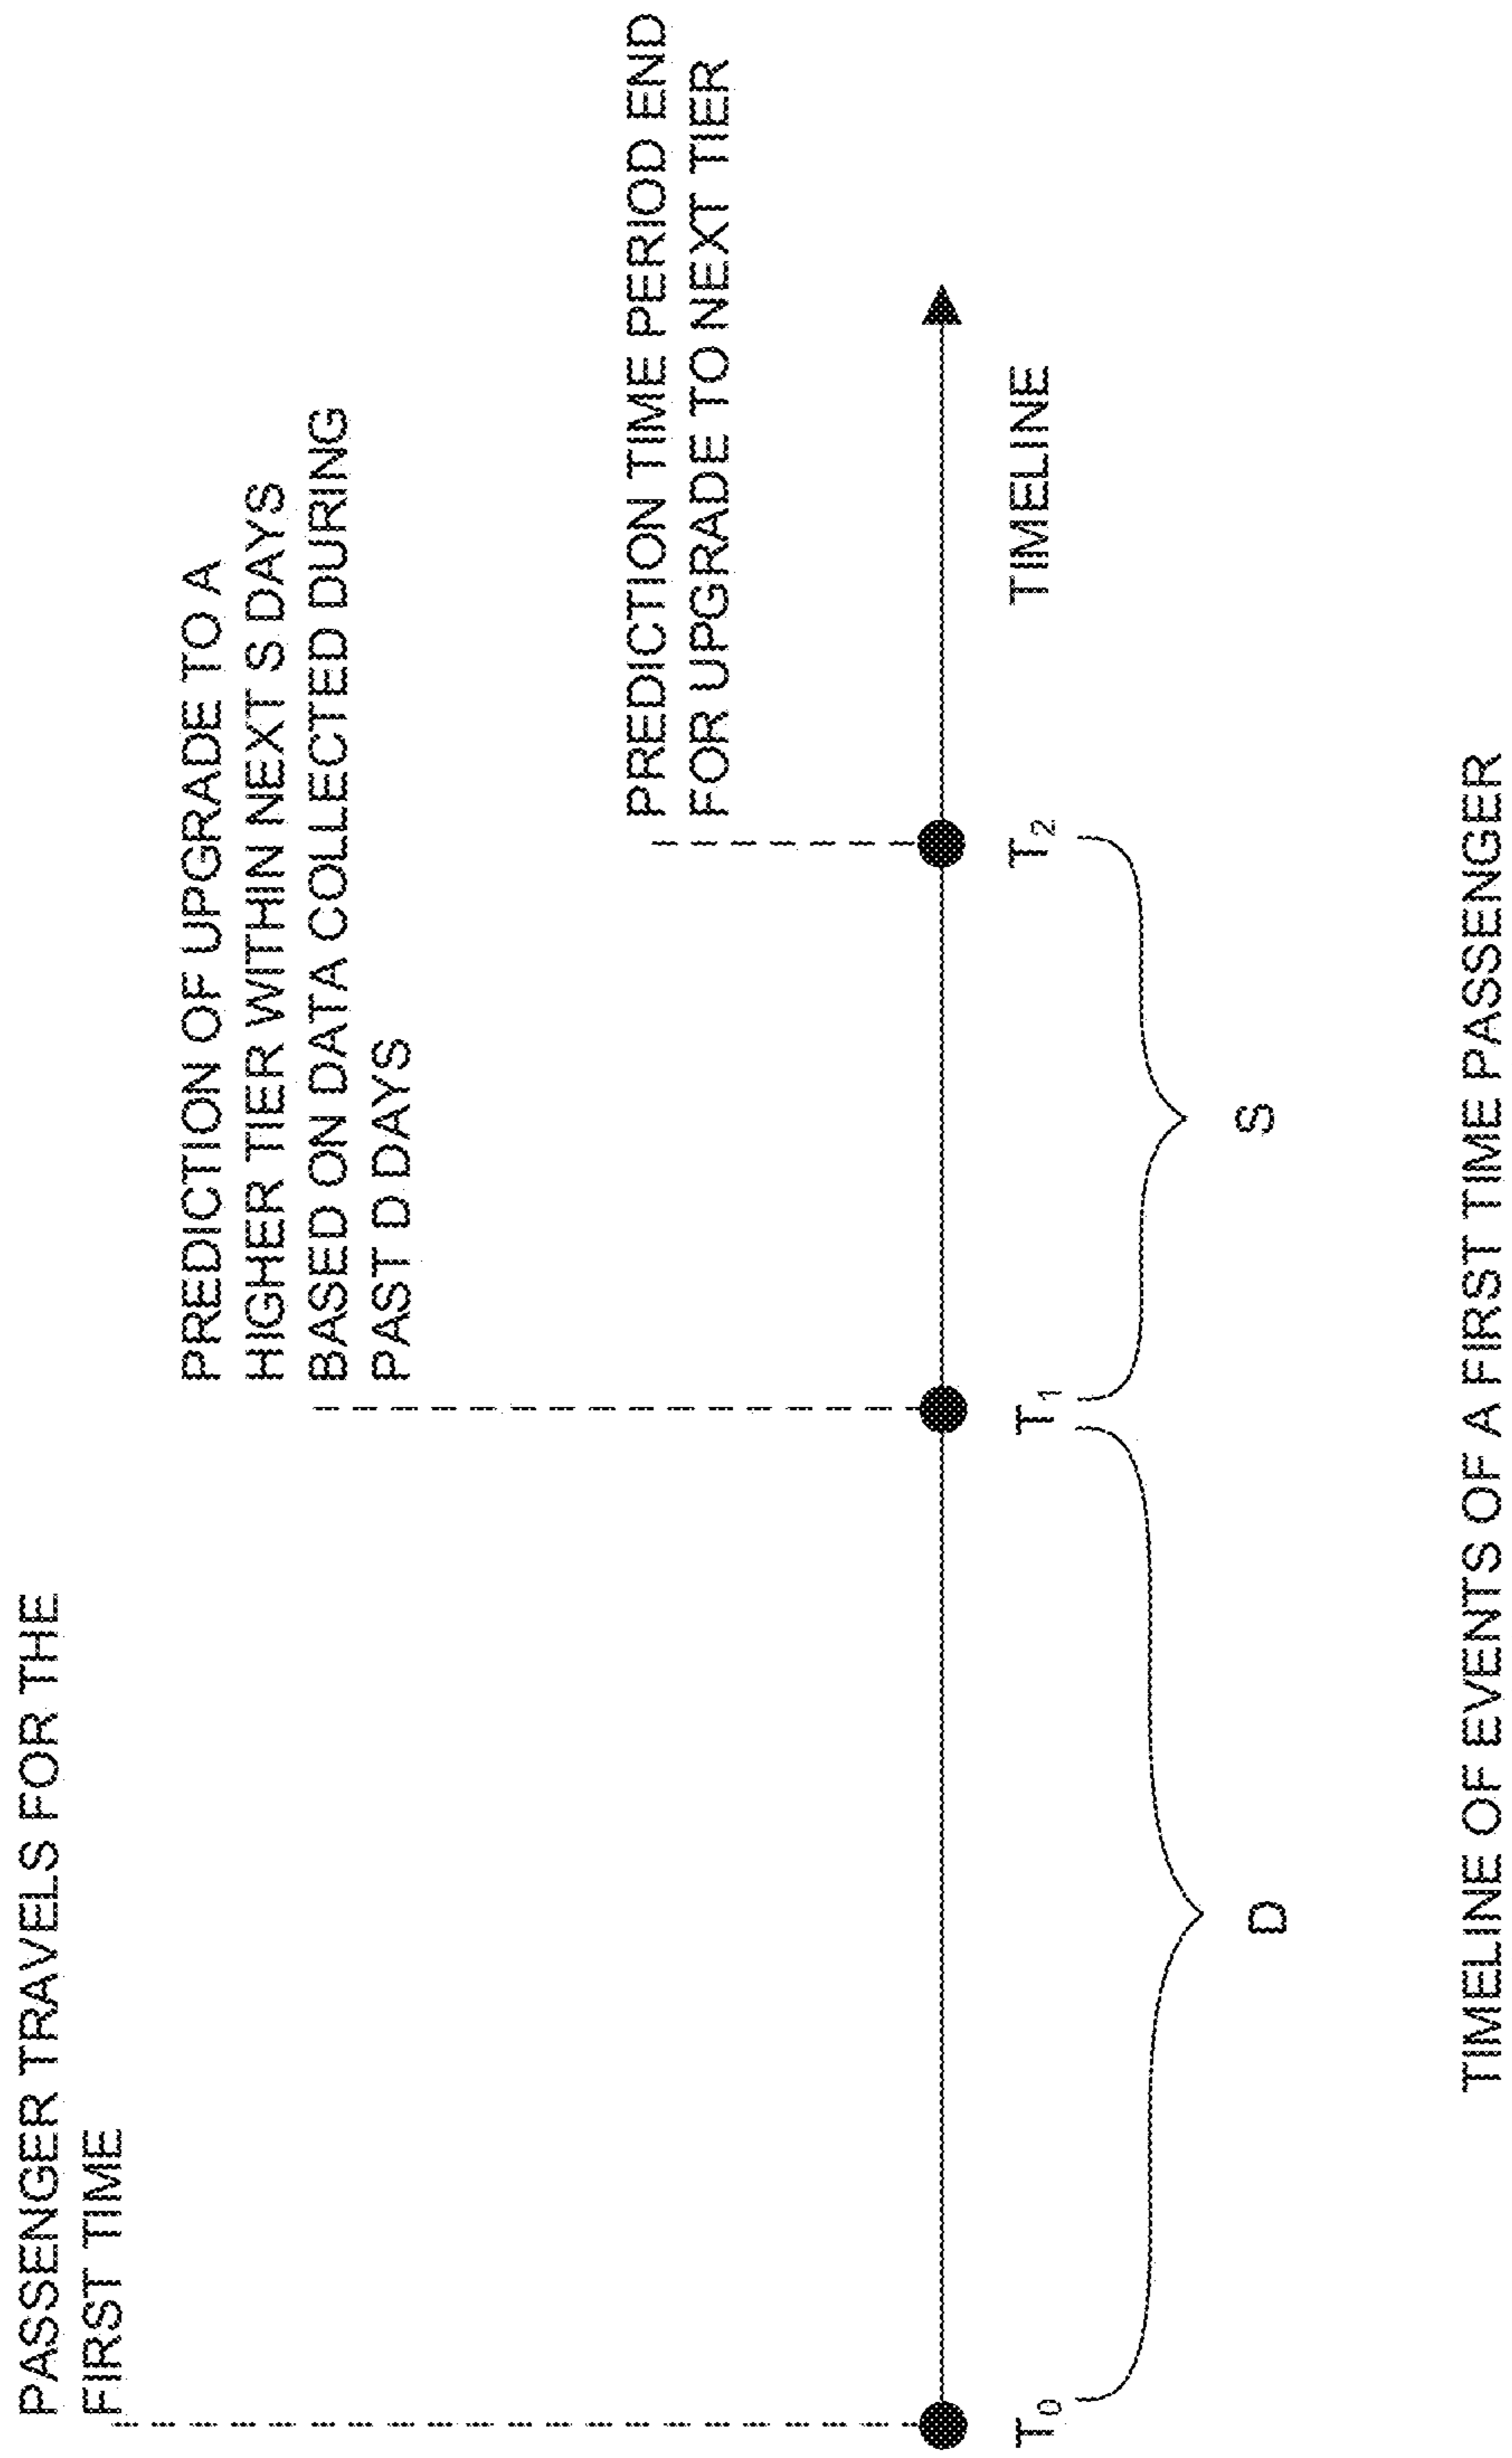 PASSENGER TRAVELS FOR THE
FIRST TIME
PREDICTION OF UPGRADE TO A
HIGHER TIER WITHIN NEXT S DAYS
BASED ON DATA COLLECTED DURING
PAST D DAYS
PREDICTION TIME PERIOD END
FOR UPGRADE TO NEXT TIER
T0
T1
T2
TIMELINE
D
S
TIMELINE OF EVENTS OF A FIRST TIME PASSENGER